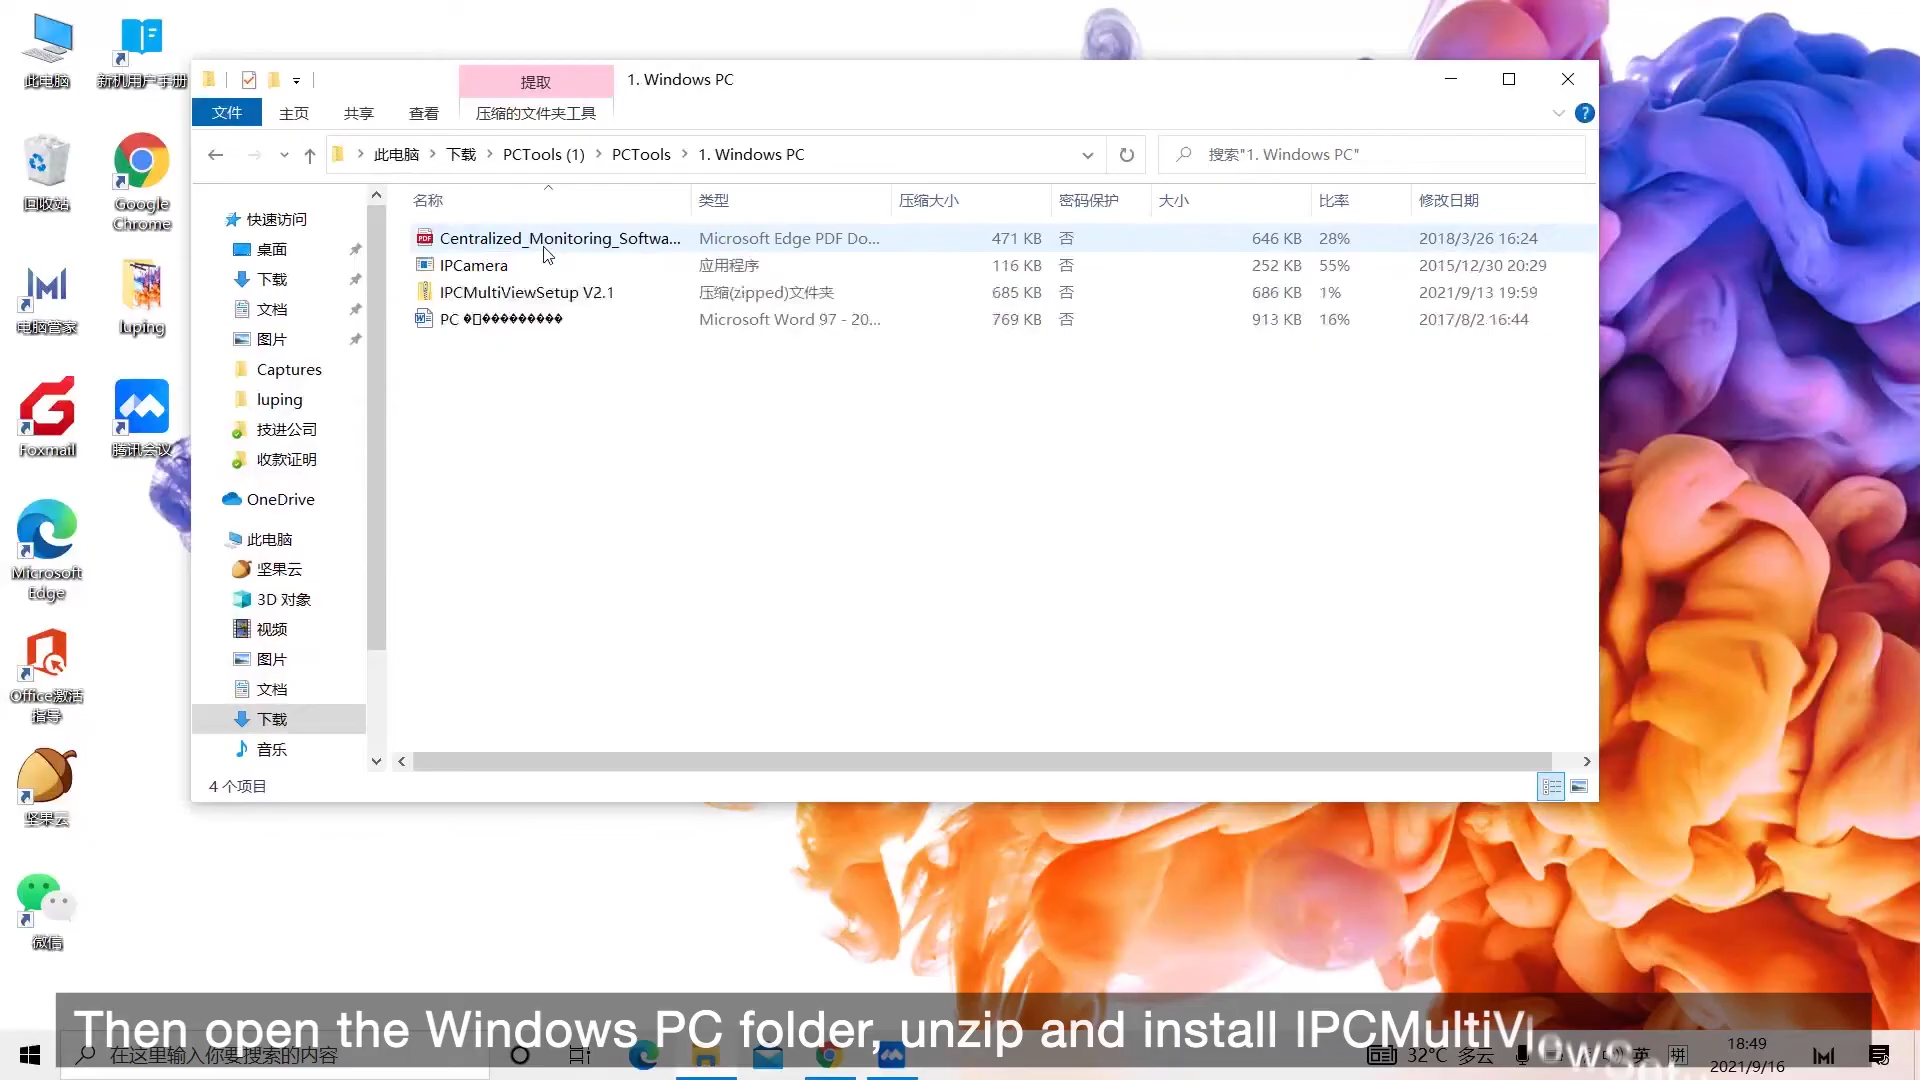 此电脑
新机用户手册
回收站
Google
Chrome
电脑管家
luping
Foxmail
腾讯会议
Microsoft
Edge
Office激活
指导
坚果云
微信
提取
1. Windows PC
文件
主页
共享
查看
压缩的文件夹工具
此电脑 下载 PCTools (1) PCTools 1. Windows PC
搜索"1. Windows PC"
名称 类型 压缩大小 密码保护 大小 比率 修改日期
Centralized_Monitoring_Softwa... Microsoft Edge PDF Do... 471 KB 否 646 KB 28% 2018/3/26 16:24
IPCamera 应用程序 116 KB 否 252 KB 55% 2015/12/30 20:29
IPCMultiViewSetup V2.1 压缩(zipped)文件夹 685 KB 否 686 KB 1% 2021/9/13 19:59
PC �▯��������� Microsoft Word 97 - 20... 769 KB 否 913 KB 16% 2017/8/2 16:44
快速访问
桌面
下载
文档
图片
Captures
luping
技进公司
收款证明
OneDrive
此电脑
坚果云
3D 对象
视频
图片
文档
下载
音乐
4 个项目
Then open the Windows PC folder, unzip and install IPCMultiV
在这里输入你要搜索的内容
32°C 多云
英
拼
18:49
2021/9/16